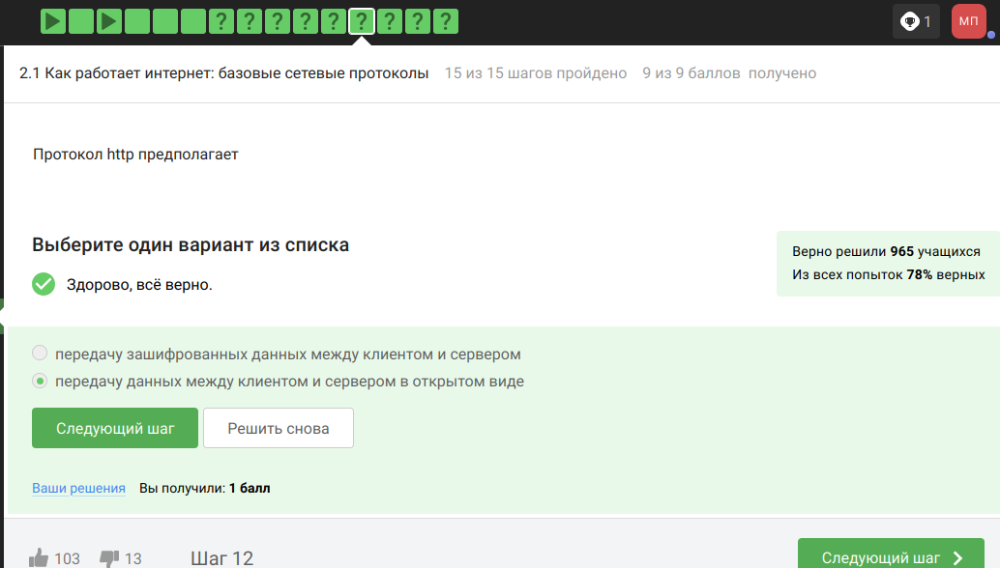 ? ? ? ? ? ? ? ? ? 1 МП
2.1 Как работает интернет: базовые сетевые протоколы 15 из 15 шагов пройдено 9 из 9 баллов получено
Протокол http предполагает
Выберите один вариант из списка
Здорово, всё верно.
Верно решили 965 учащихся
Из всех попыток 78% верных
передачу зашифрованных данных между клиентом и сервером
передачу данных между клиентом и сервером в открытом виде
Следующий шаг Решить снова
Ваши решения Вы получили: 1 балл
103 13 Шаг 12 Следующий шаг